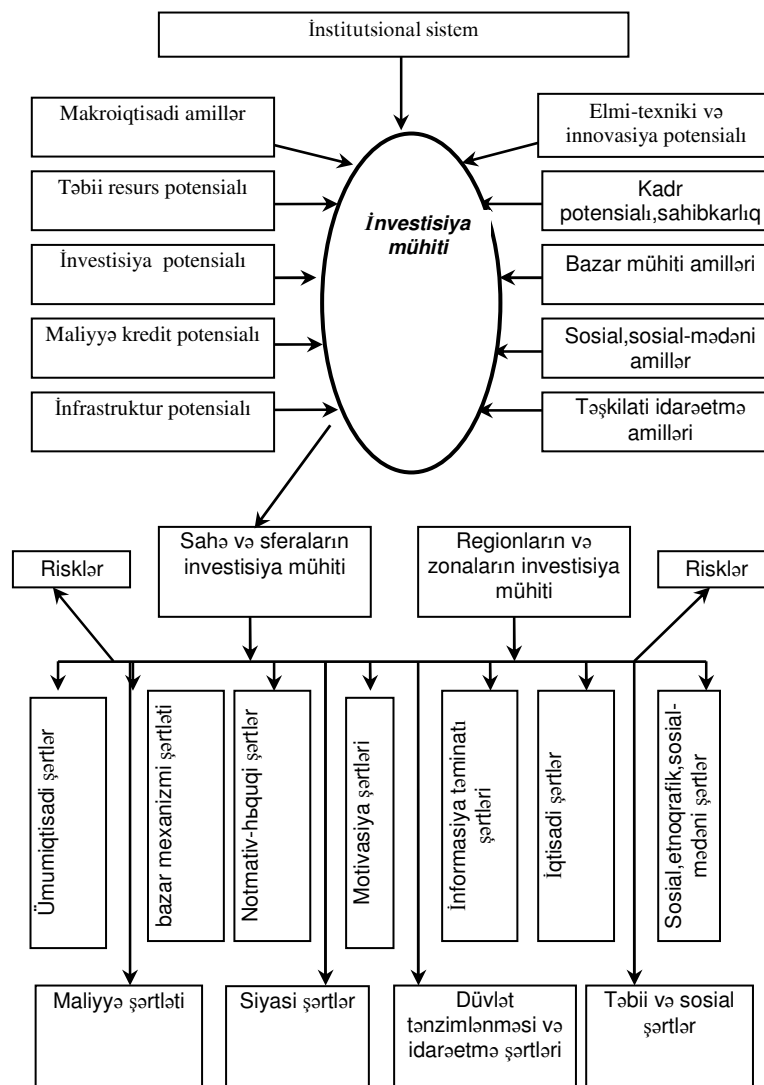 İnstitutsional sistem
Makroiqtisadi amillər
Elmi-texniki və
innovasiya potensialı
Təbii resurs potensialı
Kadr
potensialı,sahibkarlıq
İnvestisiya
mühiti
İnvestisiya potensialı
Bazar mühiti amilləri
Maliyyə kredit potensialı
Sosial,sosial-mədəni
amillər
İnfrastruktur potensialı
Təşkilati idarəetmə
amilləri
Sahə və sferaların
investisiya mühiti
Regionların və
zonaların investisiya
mühiti
Risklər
Risklər
Ümumiqtisadi şərtlər
bazar mexanizmi şərtləti
Notmativ-hьquqi şərtlər
Motivasiya şərtləri
İnformasiya təminatı
şərtləri
İqtisadi şərtlər
Sosial,etnoqrafik,sosial-
mədəni şərtlər
Maliyyə şərtləti
Siyasi şərtlər
Düvlət
tənzimlənməsi və
idarəetmə şərtləri
Təbii və sosial
şərtlər